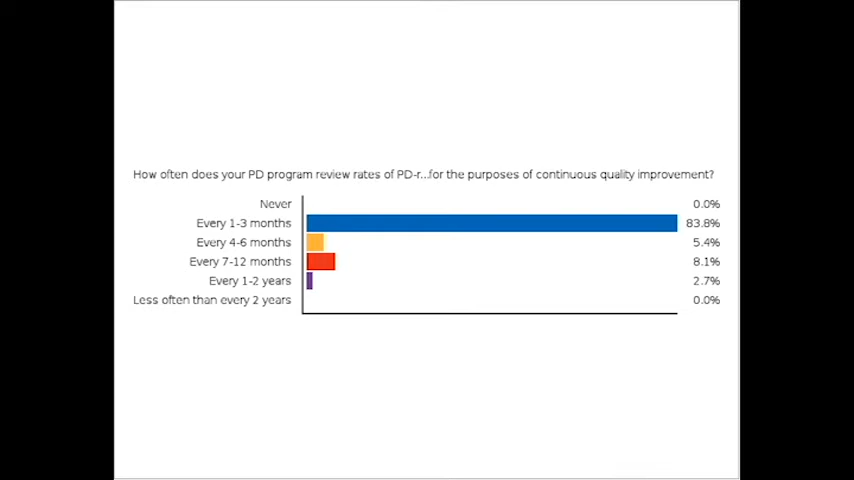 How often does your PD program review rates of PD-r...for the purposes of continuous quality improvement?
Never 0.0%
Every 1-3 months 83.8%
Every 4-6 months 5.4%
Every 7-12 months 8.1%
Every 1-2 years 2.7%
Less often than every 2 years 0.0%